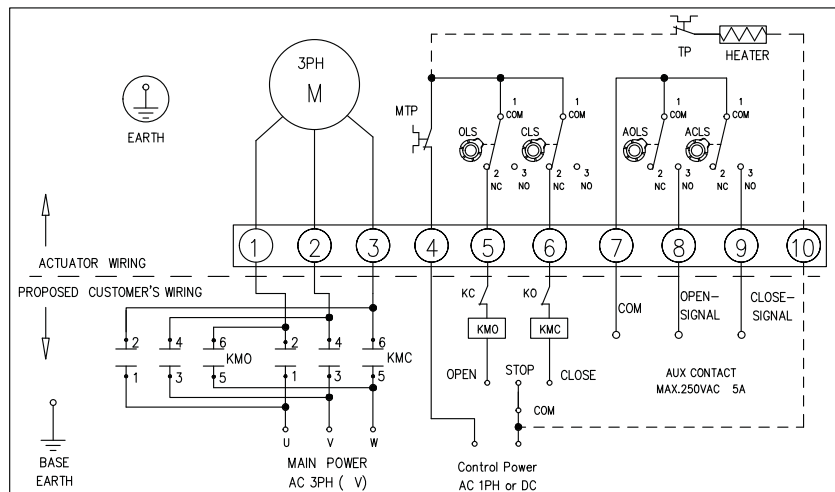 3PH
M
EARTH
TP
HEATER
MTP
OLS
1
COM
2
NC
3
NO
CLS
1
COM
2
NC
3
NO
AOLS
1
COM
2
NC
3
NO
ACLS
1
COM
2
NC
3
NO
1 2 3 4 5 6 7 8 9 10
ACTUATOR WIRING
PROPOSED CUSTOMER'S WIRING
KC
KO
KMO
KMC
COM
OPEN-
SIGNAL
CLOSE-
SIGNAL
2 4 6 KMO 2 4 6 KMC
1 3 5 1 3 5
OPEN
STOP
CLOSE
COM
AUX CONTACT
MAX.250VAC 5A
U V W
BASE
EARTH
MAIN POWER
AC 3PH ( V)
Control Power
AC 1PH or DC